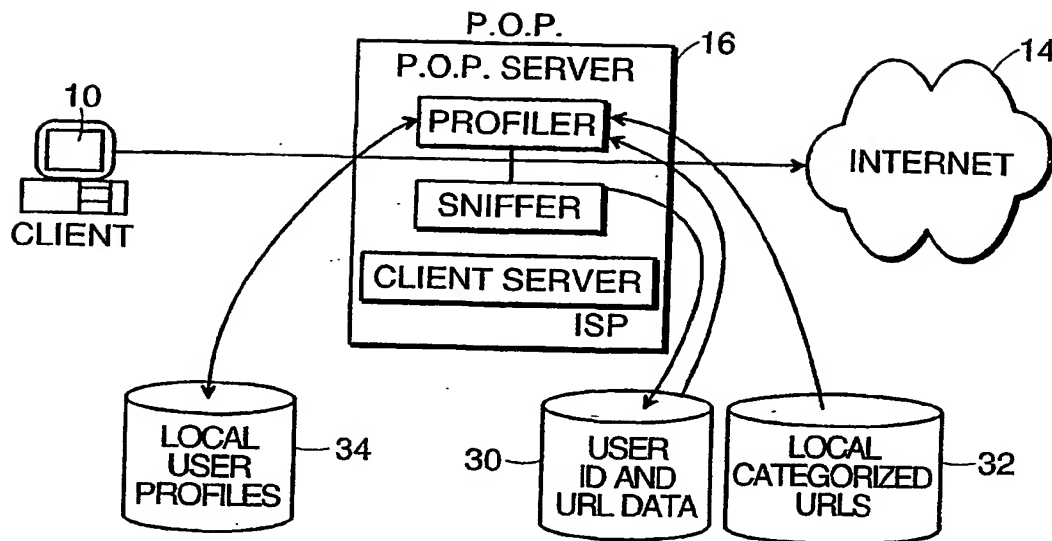 P.O.P.
P.O.P. SERVER
16
14
10
PROFILER
INTERNET
SNIFFER
CLIENT
CLIENT SERVER
ISP
LOCAL
USER
PROFILES
34
30
USER
ID AND
URL DATA
LOCAL
CATEGORIZED
URLS
32